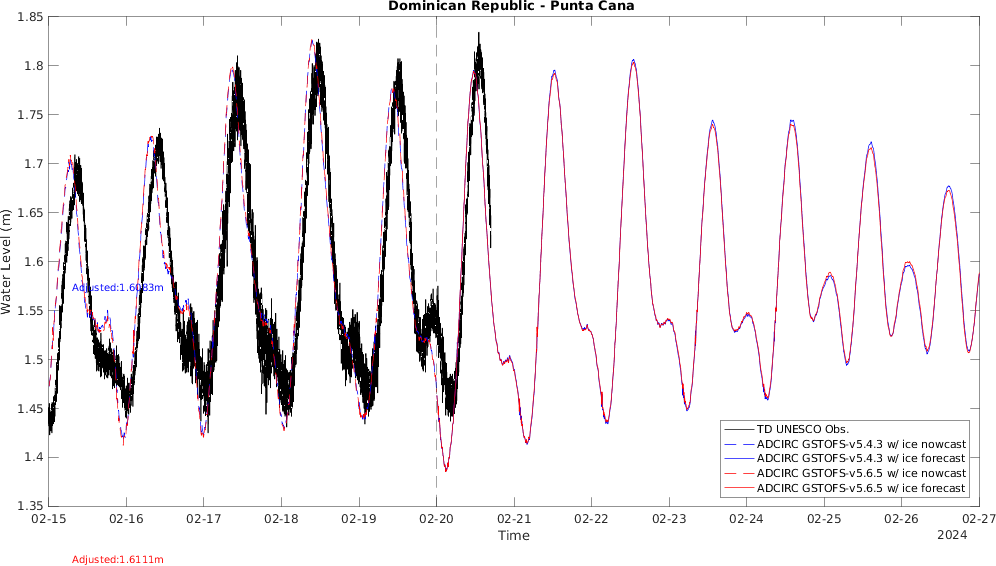 Dominican Republic - Punta Cana
1.85
1.8
1.75
1.7
1.65
1.6
1.55
1.5
1.45
1.4
1.35
Water Level (m)
Adjusted:1.6083m
TD UNESCO Obs.
ADCIRC GSTOFS-v5.4.3 w/ ice nowcast
ADCIRC GSTOFS-v5.4.3 w/ ice forecast
ADCIRC GSTOFS-v5.6.5 w/ ice nowcast
ADCIRC GSTOFS-v5.6.5 w/ ice forecast
02-15 02-16 02-17 02-18 02-19 02-20 02-21 02-22 02-23 02-24 02-25 02-26 02-27
Time
2024
Adjusted:1.6111m